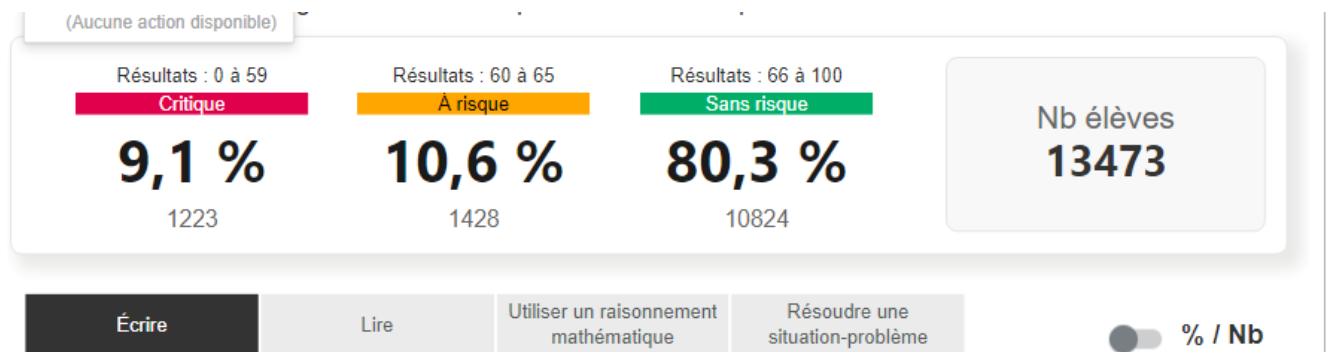 (Aucune action disponible)
Résultats : 0 à 59
Critique
9,1 %
1223
Résultats : 60 à 65
À risque
10,6 %
1428
Résultats : 66 à 100
Sans risque
80,3 %
10824
Nb élèves
13473
Écrire
Lire
Utiliser un raisonnement
mathématique
Résoudre une
situation-problème
% / Nb